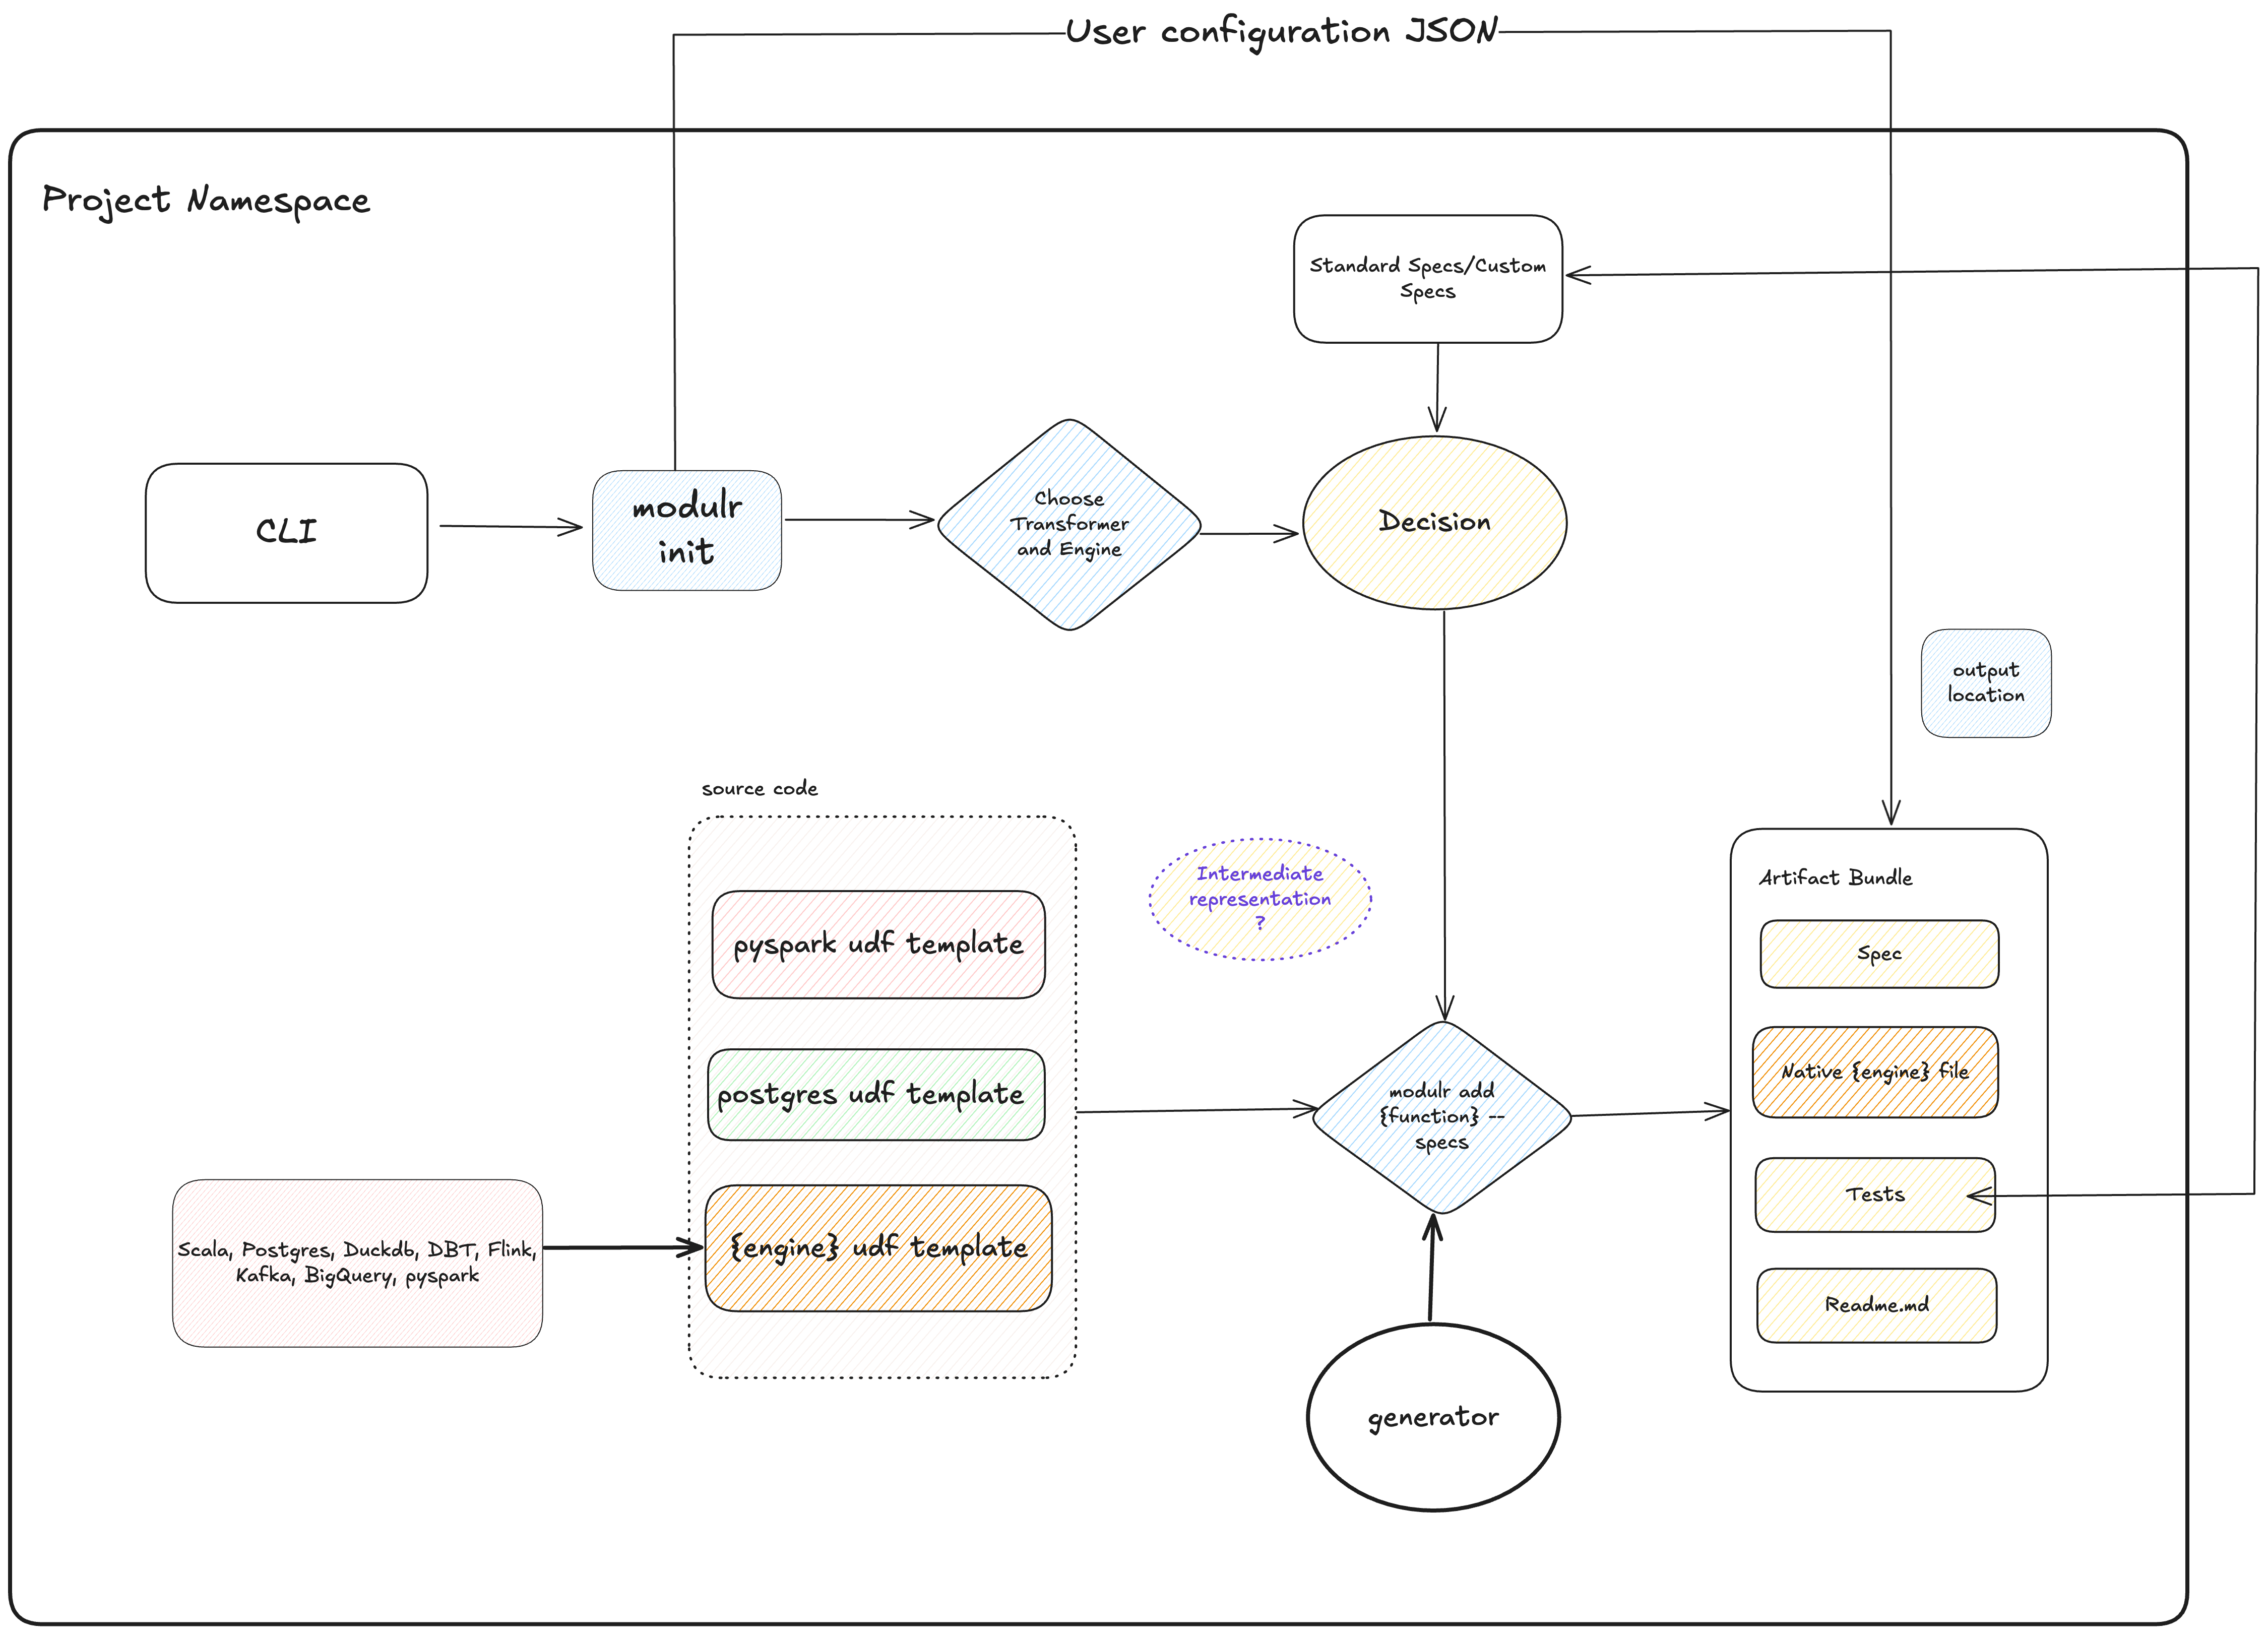 User configuration JSON
Project Namespace
Standard Specs/Custom
Specs
CLI
modulr
init
Choose
Transformer
and Engine
Decision
output
location
source code
pyspark udf template
postgres udf template
{engine} udf template
Scala, Postgres, Duckdb, DBT, Flink,
Kafka, BigQuery, pyspark
Intermediate
representation
?
modulr add
{function} --
specs
generator
Artifact Bundle
Spec
Native {engine} file
Tests
Readme.md